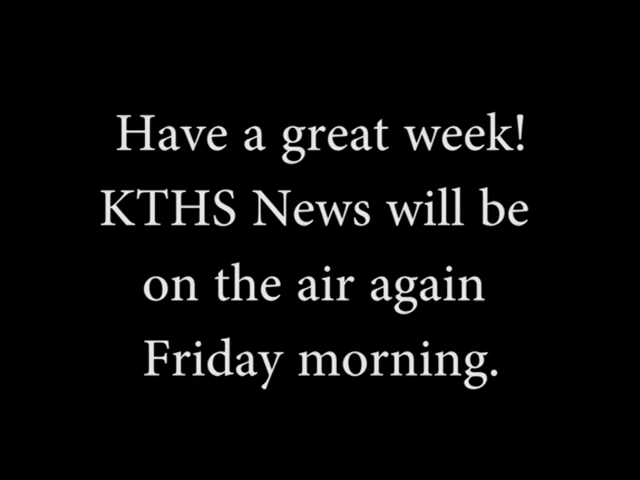 Have a great week!
KTHS News will be
on the air again
Friday morning.